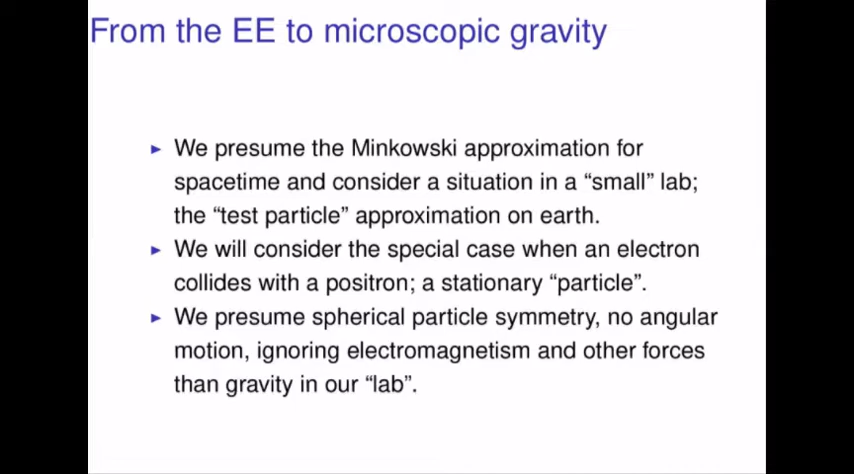 From the EE to microscopic gravity
We presume the Minkowski approximation for
spacetime and consider a situation in a “small” lab;
the “test particle” approximation on earth.
We will consider the special case when an electron
collides with a positron; a stationary “particle”.
We presume spherical particle symmetry, no angular
motion, ignoring electromagnetism and other forces
than gravity in our “lab”.